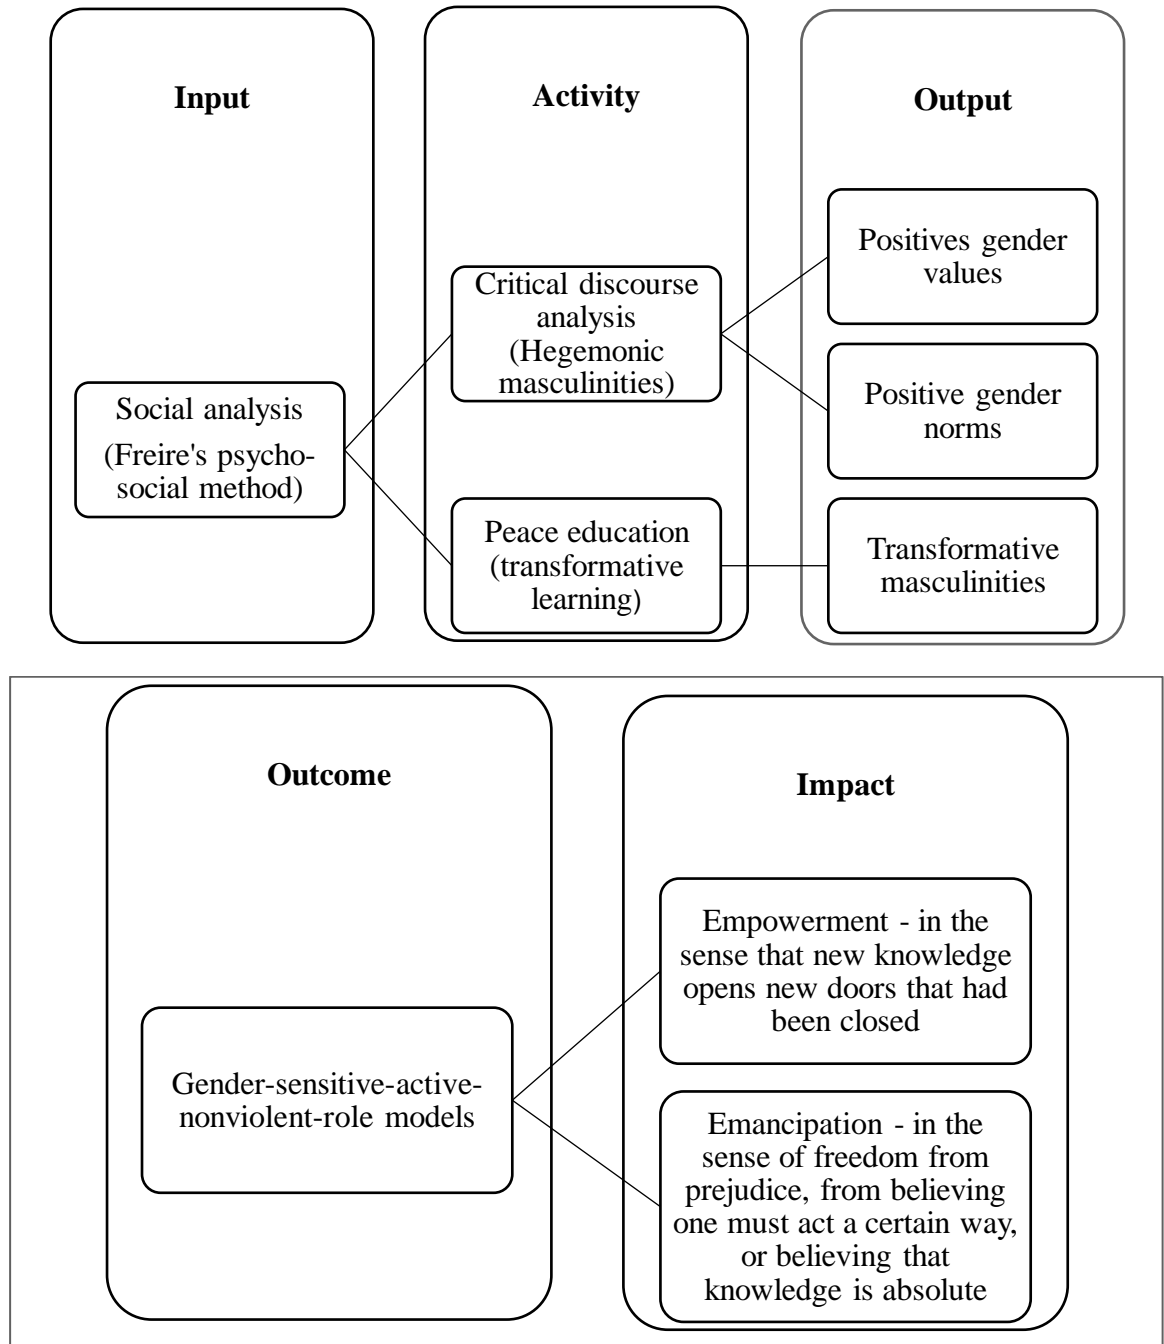 Input
Social analysis
(Freire's psycho-
social method)
Activity
Critical discourse
analysis
(Hegemonic
masculinities)
Peace education
(transformative
learning)
Output
Positives gender
values
Positive gender
norms
Transformative
masculinities
Outcome
Gender-sensitive-active-
nonviolent-role models
Impact
Empowerment - in the
sense that new knowledge
opens new doors that had
been closed
Emancipation - in the
sense of freedom from
prejudice, from believing
one must act a certain way,
or believing that
knowledge is absolute